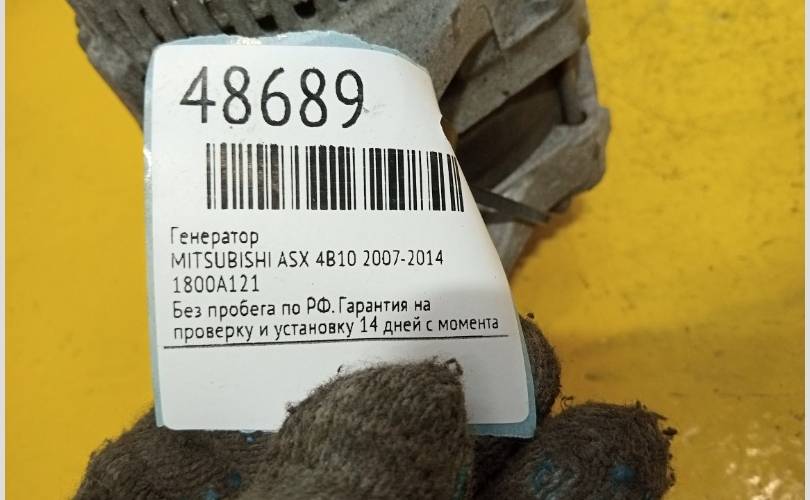 48689
Генератор
MITSUBISHI ASX 4B10 2007-2014
1800A121
Без пробега по РФ. Гарантия на
проверку и установку 14 дней с момента